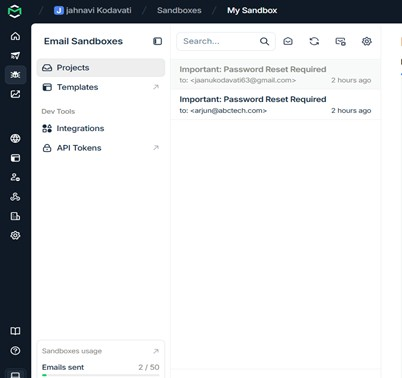 / J jahnavi Kodavati / Sandboxes / My Sandbox
Email Sandboxes
Projects
Templates
Dev Tools
Integrations
API Tokens
Sandboxes usage
Emails sent 2 / 50
Search...
Important: Password Reset Required
to: <jaanukodavati63@gmail.com> 2 hours ago
Important: Password Reset Required
to: <arjun@abctech.com> 2 hours ago